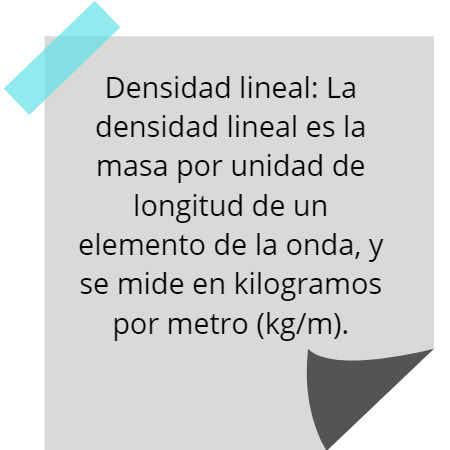 Densidad lineal: La
densidad lineal es la
masa por unidad de
longitud de un
elemento de la onda, y
se mide en kilogramos
por metro (kg/m).